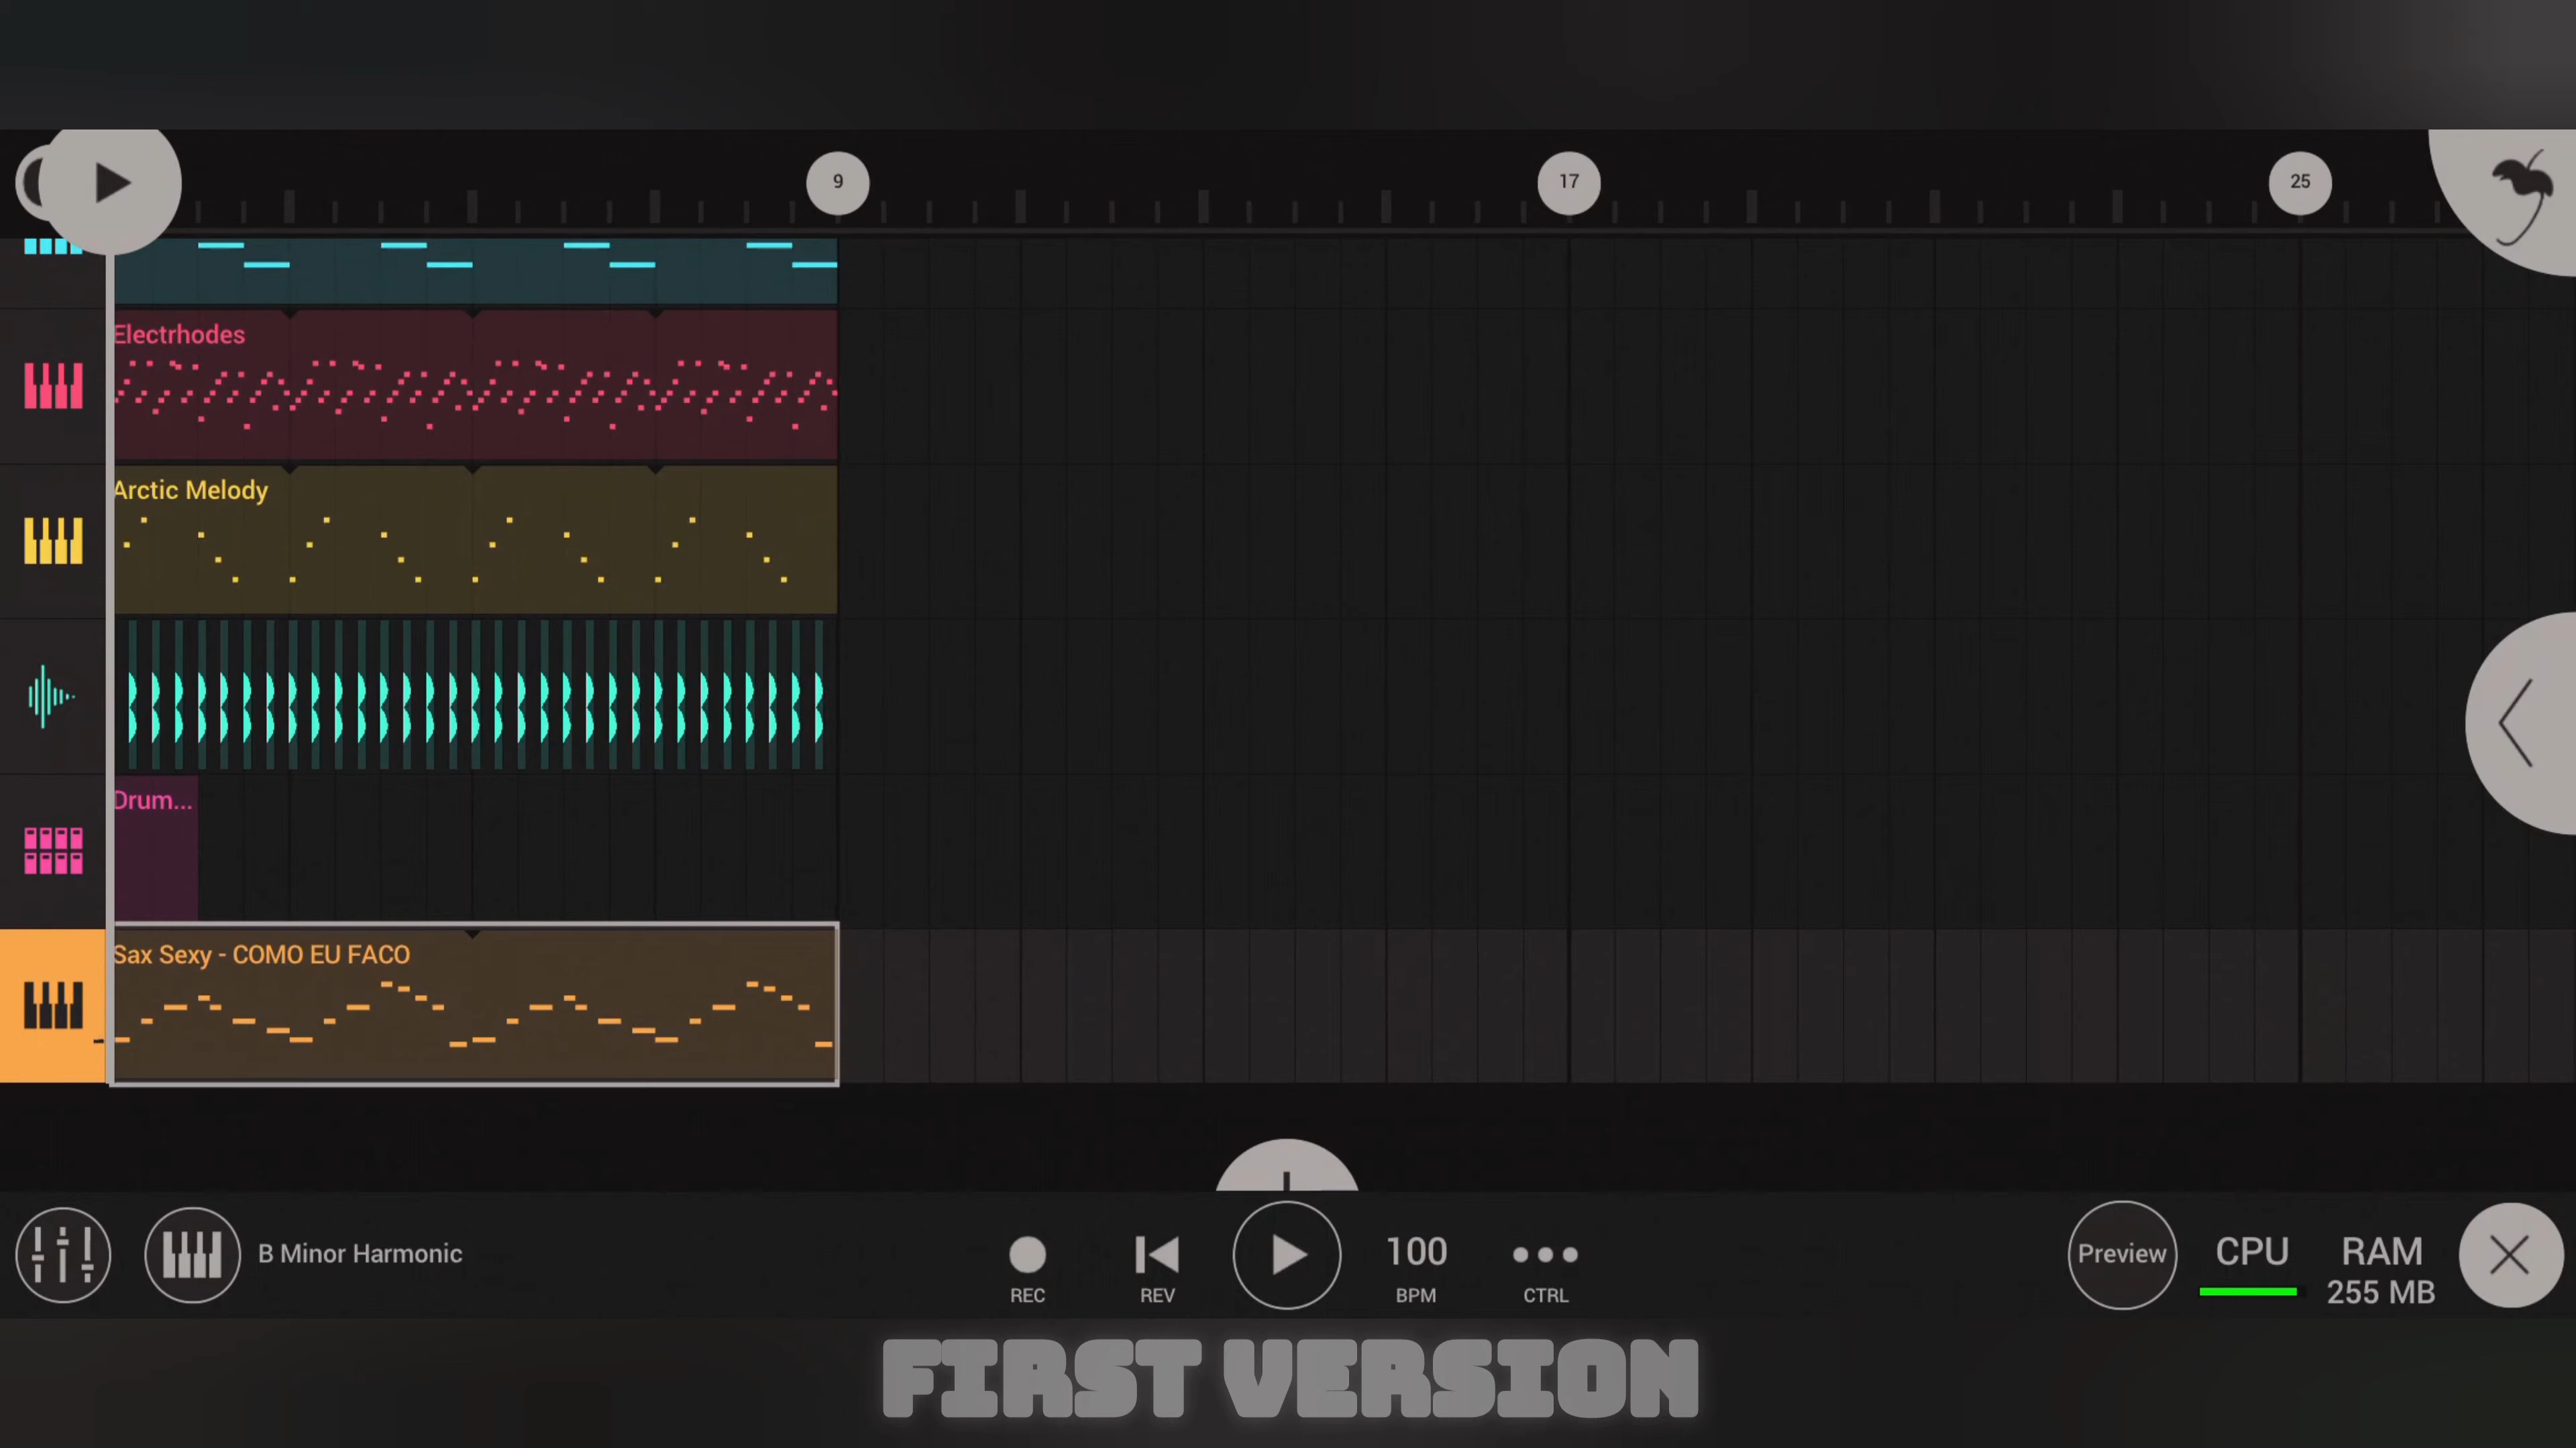 9
17
25
Electrhodes
Arctic Melody
Drum...
Sax Sexy - COMO EU FACO
B Minor Harmonic
REC
REV
100
BPM
CTRL
Preview
CPU
RAM
255 MB
FIRST VERSION